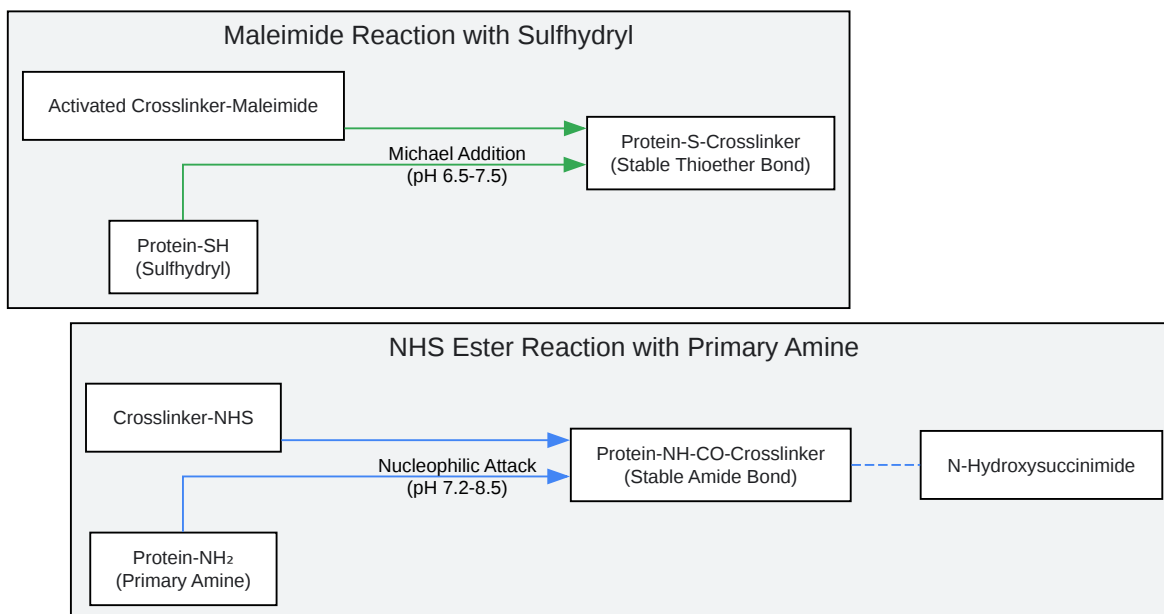 Maleimide Reaction with Sulfhydryl
Activated Crosslinker-Maleimide
Protein-S-Crosslinker
(Stable Thioether Bond)
Michael Addition
(pH 6.5-7.5)
Protein-SH
(Sulfhydryl)
NHS Ester Reaction with Primary Amine
Crosslinker-NHS
Protein-NH-CO-Crosslinker
(Stable Amide Bond)
N-Hydroxysuccinimide
Nucleophilic Attack
(pH 7.2-8.5)
Protein-NH₂
(Primary Amine)